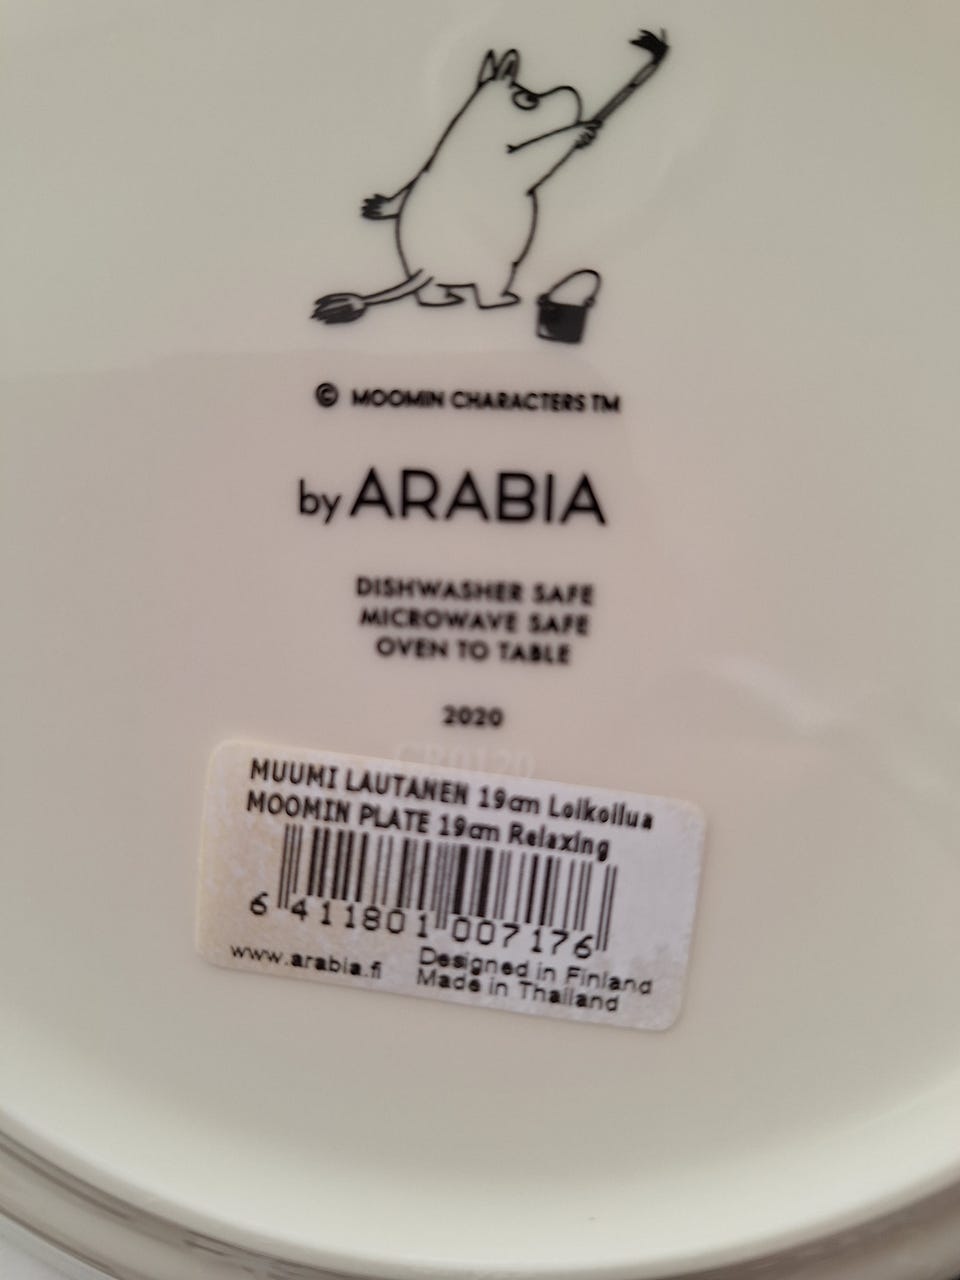 © MOOMIN CHARACTERS TM
by ARABIA
DISHWASHER SAFE
MICROWAVE SAFE
OVEN TO TABLE
2020
MUUMI LAUTANEN 19cm Loikoilua
MOOMIN PLATE 19cm Relaxing
6 411801 007176
www.arabia.fi
Designed in Finland
Made in Thailand